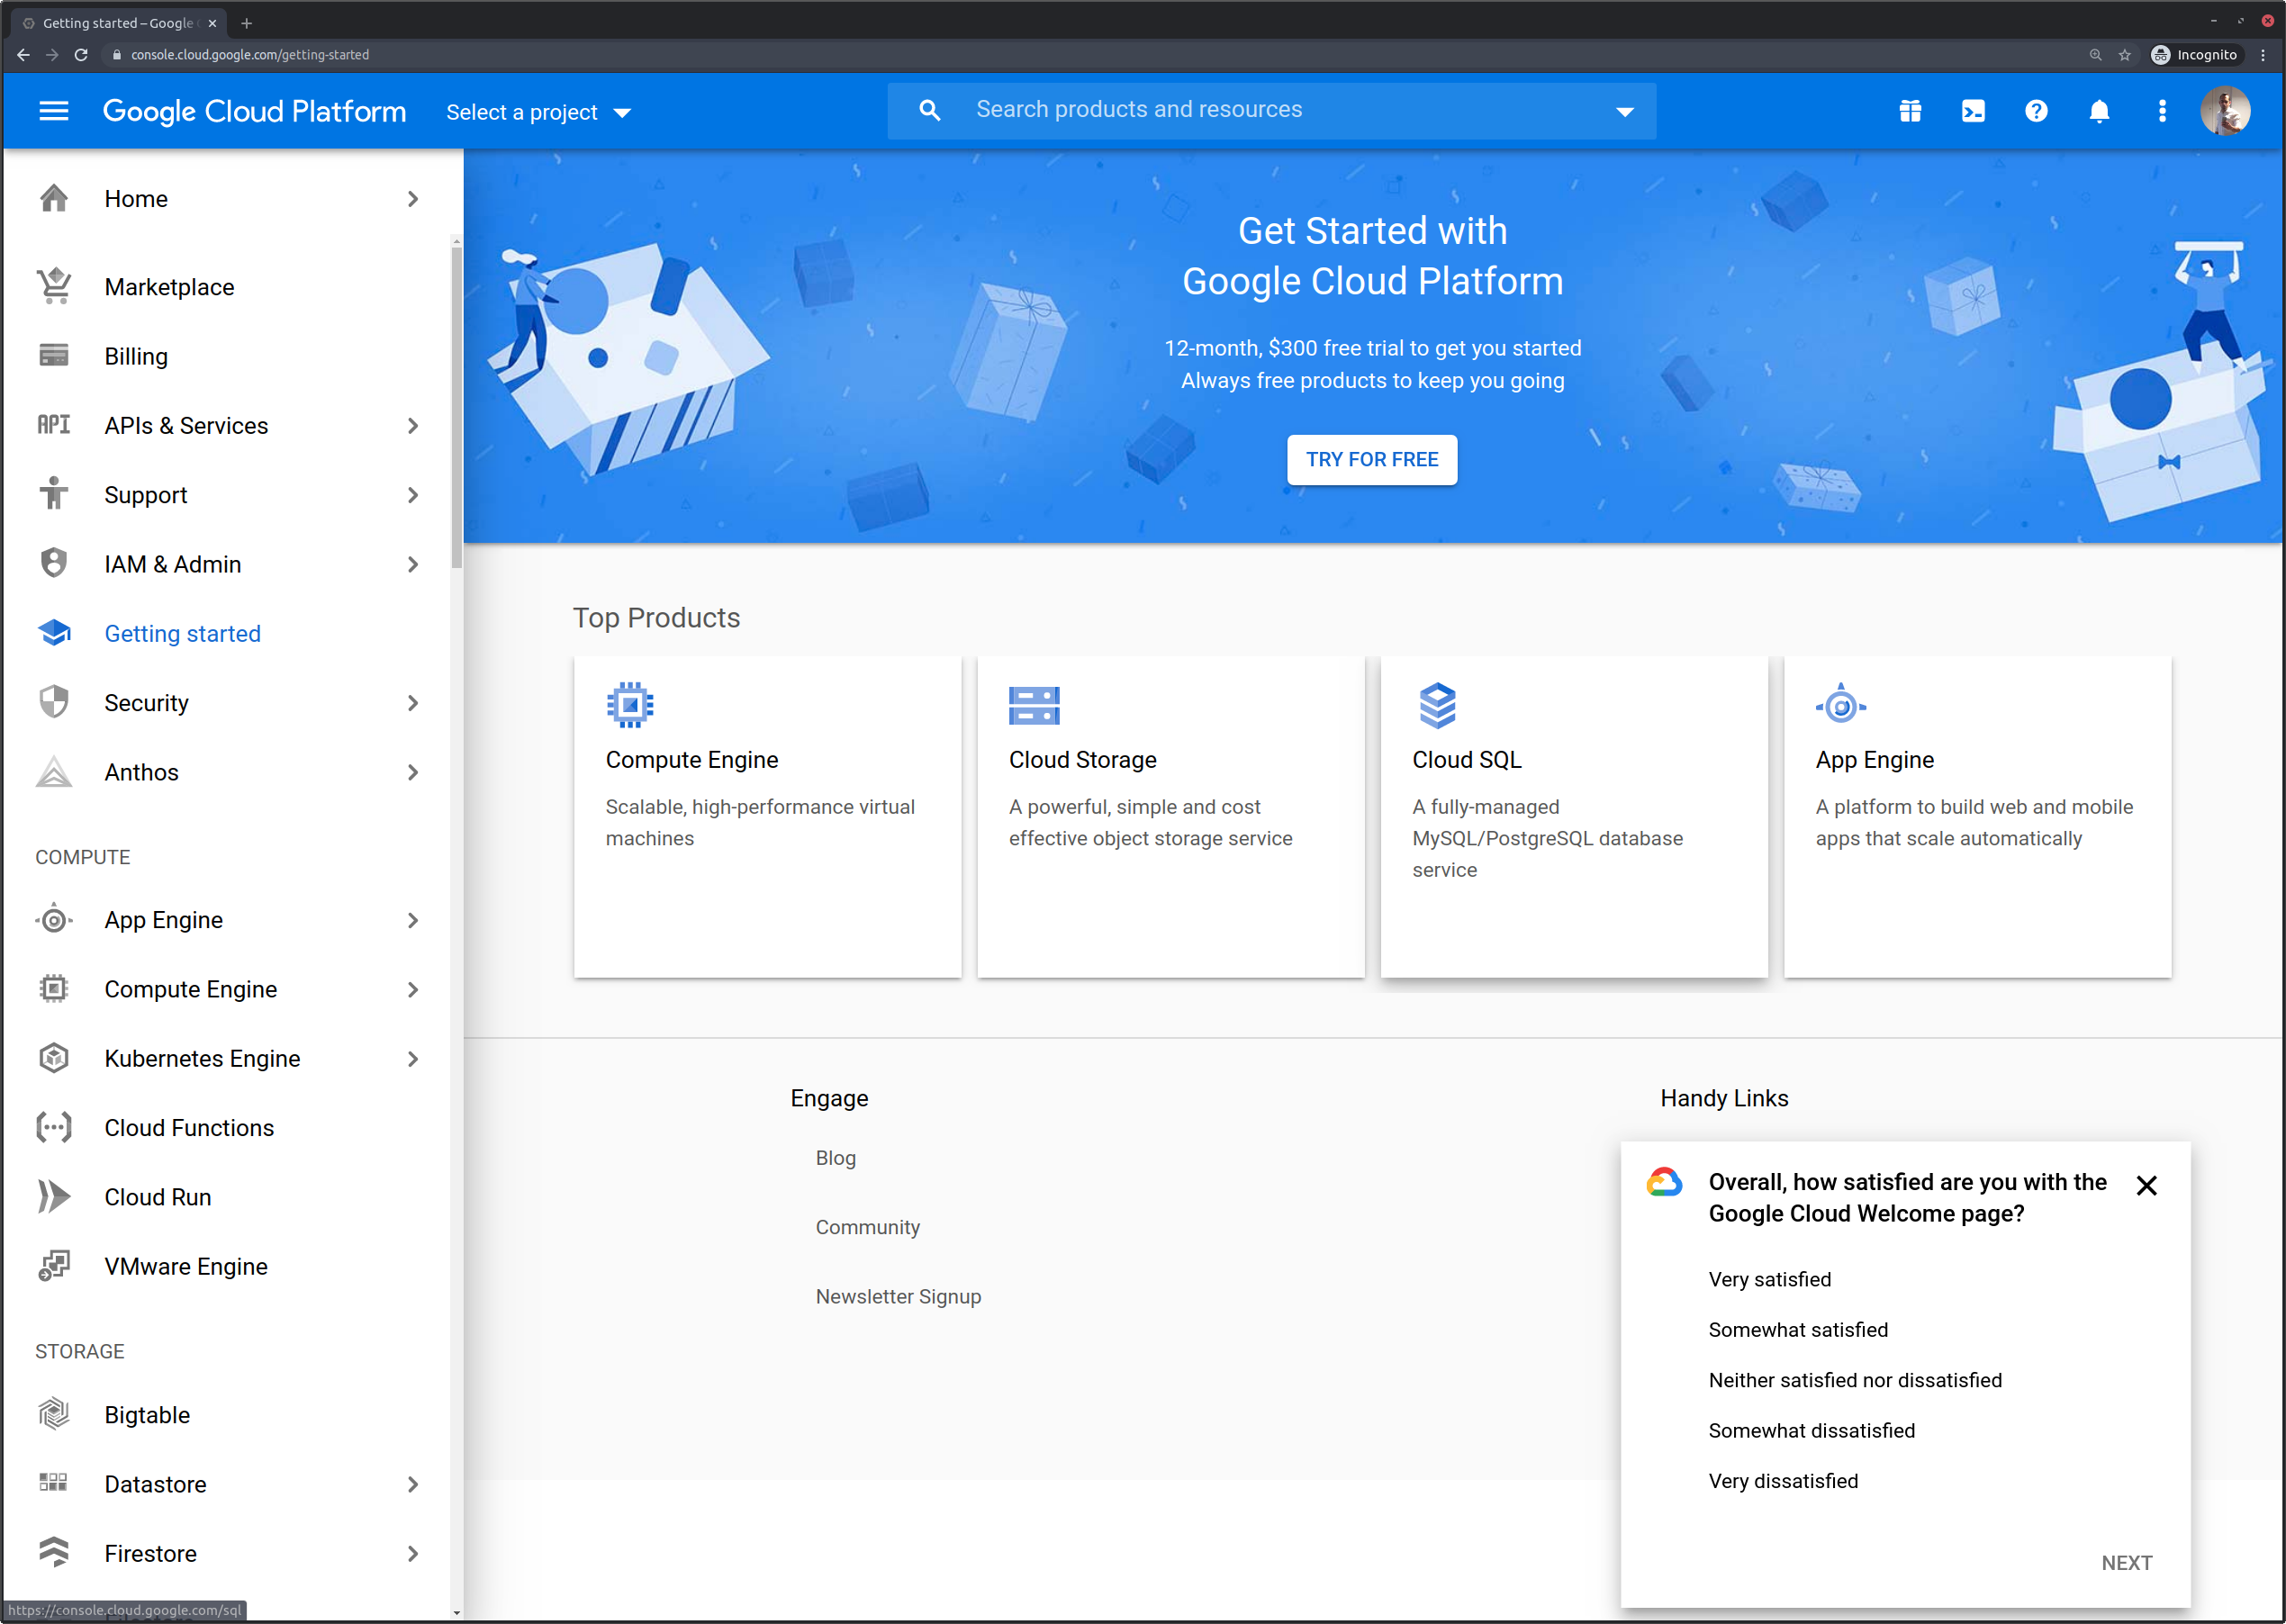 Getting started – Google
console.cloud.google.com/getting-started
Incognito
Google Cloud Platform
Select a project
Search products and resources
Home
Marketplace
Billing
API
APIs & Services
Support
IAM & Admin
Getting started
Security
Anthos
COMPUTE
App Engine
Compute Engine
Kubernetes Engine
Cloud Functions
Cloud Run
VMware Engine
STORAGE
Bigtable
Datastore
Firestore
https://console.cloud.google.com/sql
Get Started with
Google Cloud Platform
12-month, $300 free trial to get you started
Always free products to keep you going
TRY FOR FREE
Top Products
Compute Engine
Scalable, high-performance virtual
machines
Cloud Storage
A powerful, simple and cost
effective object storage service
Cloud SQL
A fully-managed
MySQL/PostgreSQL database
service
App Engine
A platform to build web and mobile
apps that scale automatically
Engage
Blog
Community
Newsletter Signup
Handy Links
Overall, how satisfied are you with the
Google Cloud Welcome page?
Very satisfied
Somewhat satisfied
Neither satisfied nor dissatisfied
Somewhat dissatisfied
Very dissatisfied
NEXT